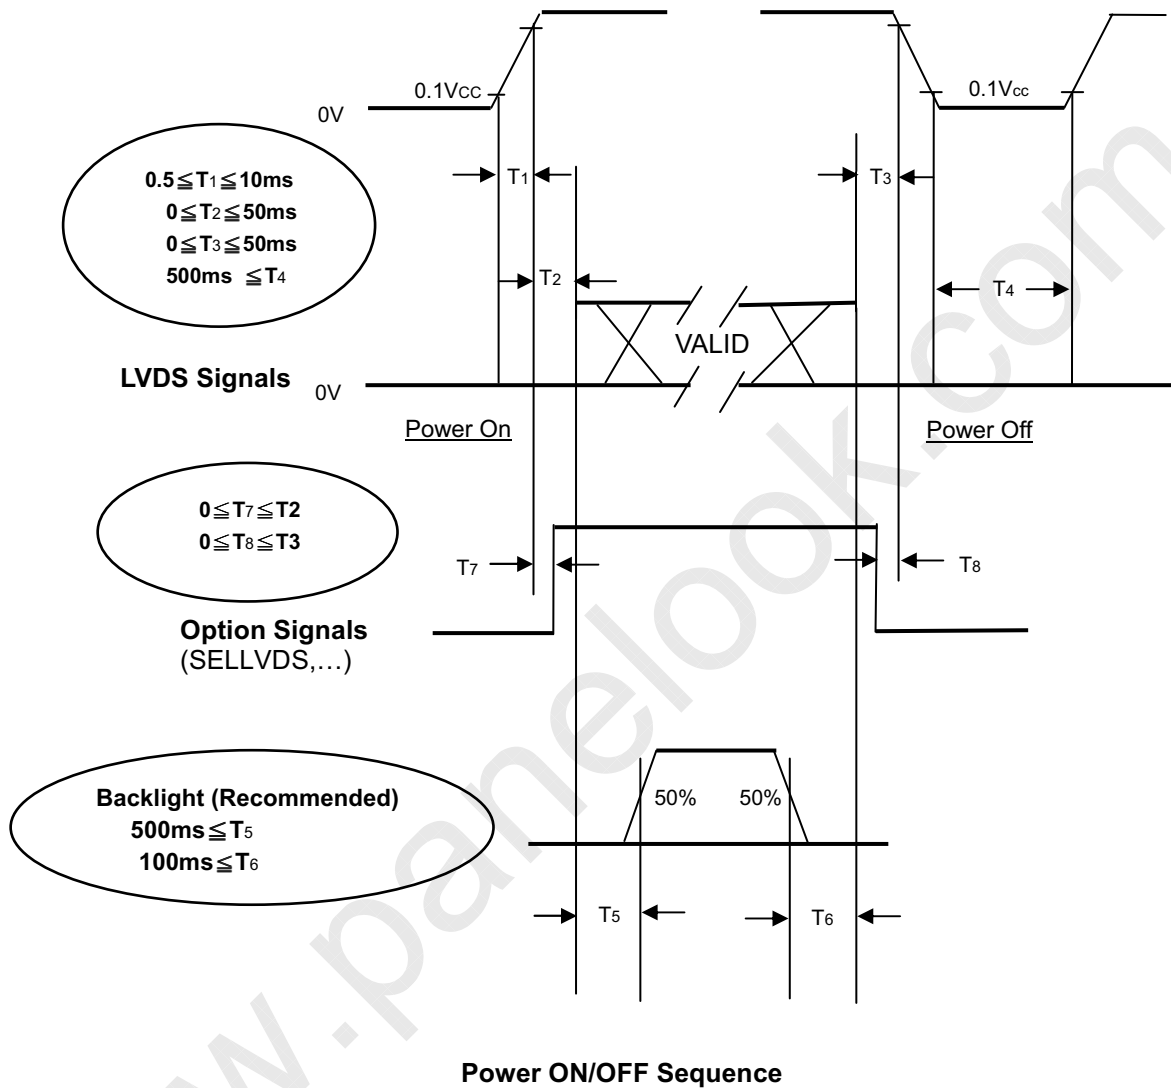 0.1VCC
0.1Vcc
0V
0.5≦T1≦10ms
0≦T2≦50ms
0≦T3≦50ms
500ms ≦T4
T1
T3
T2
T4
VALID
LVDS Signals
0V
Power On
Power Off
0≦T7≦T2
0≦T8≦T3
T7
T8
Option Signals
(SELLVDS,…)
Backlight (Recommended)
500ms≦T5
100ms≦T6
50%
50%
T5
T6
Power ON/OFF Sequence
w.panelook.com